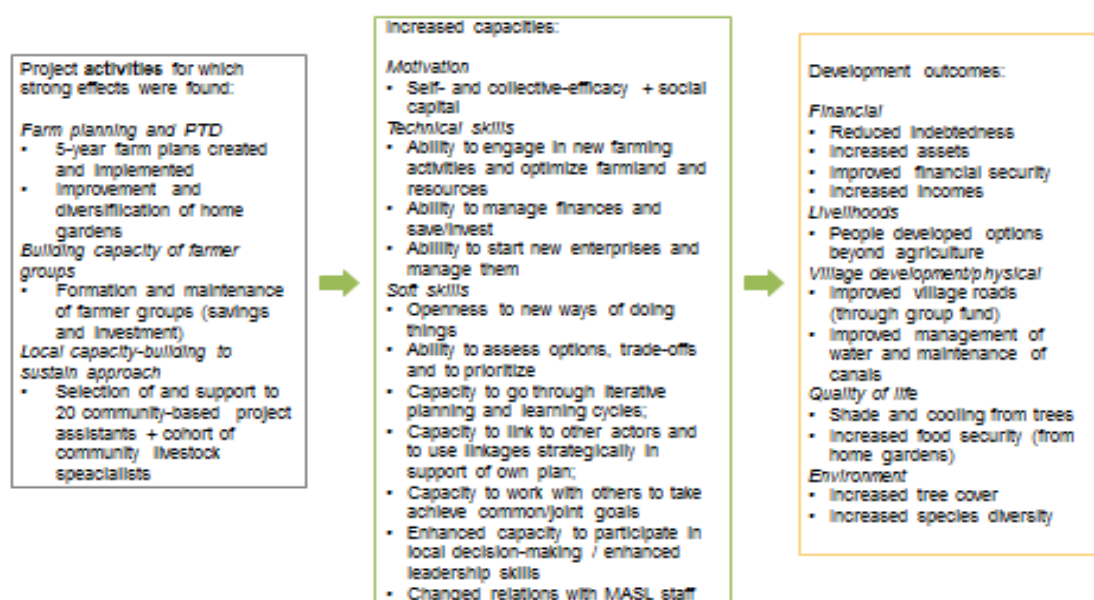 Project activities for which
strong effects were found:
Farm planning and PTD
• 5-year farm plans created
and implemented
• Improvement and
diversiflication of home
gardens
Building capacity of farmer
groups
• Formation and maintenance
of farmer groups (savings
and investment)
Local capacity-building to
sustain approach
• Selection of and support to
20 community-based project
assistants + cohort of
community livestock
speacialists
Increased capacities:
Motivation
• Self- and collective-efficacy + social
capital
Technical skills
• Ability to engage in new farming
activities and optimize farmland and
resources
• Ability to manage finances and
save/invest
• Abillity to start new enterprises and
manage them
Soft skills
• Openness to new ways of doing
things
• Ability to assess options, trade-offs
and to prioritize
• Capacity to go through iterative
planning and learning cycles;
• Capacity to link to other actors and
to use linkages strategically in
support of own plan;
• Capacity to work with others to take
achieve common/joint goals
• Enhanced capacity to participate in
local decision-making / enhanced
leadership skills
• Changed relations with MASL staff
Development outcomes:
Financial
• Reduced indebtedness
• Increased assets
• Improved financial security
• Increased incomes
Livelihoods
• People developed options
beyond agriculture
Village development/physical
• Improved village roads
(through group fund)
• Improved management of
water and maintenance of
canals
Quality of life
• Shade and cooling from trees
• Increased food security (from
home gardens)
Environment
• Increased tree cover
• Increased species diversity